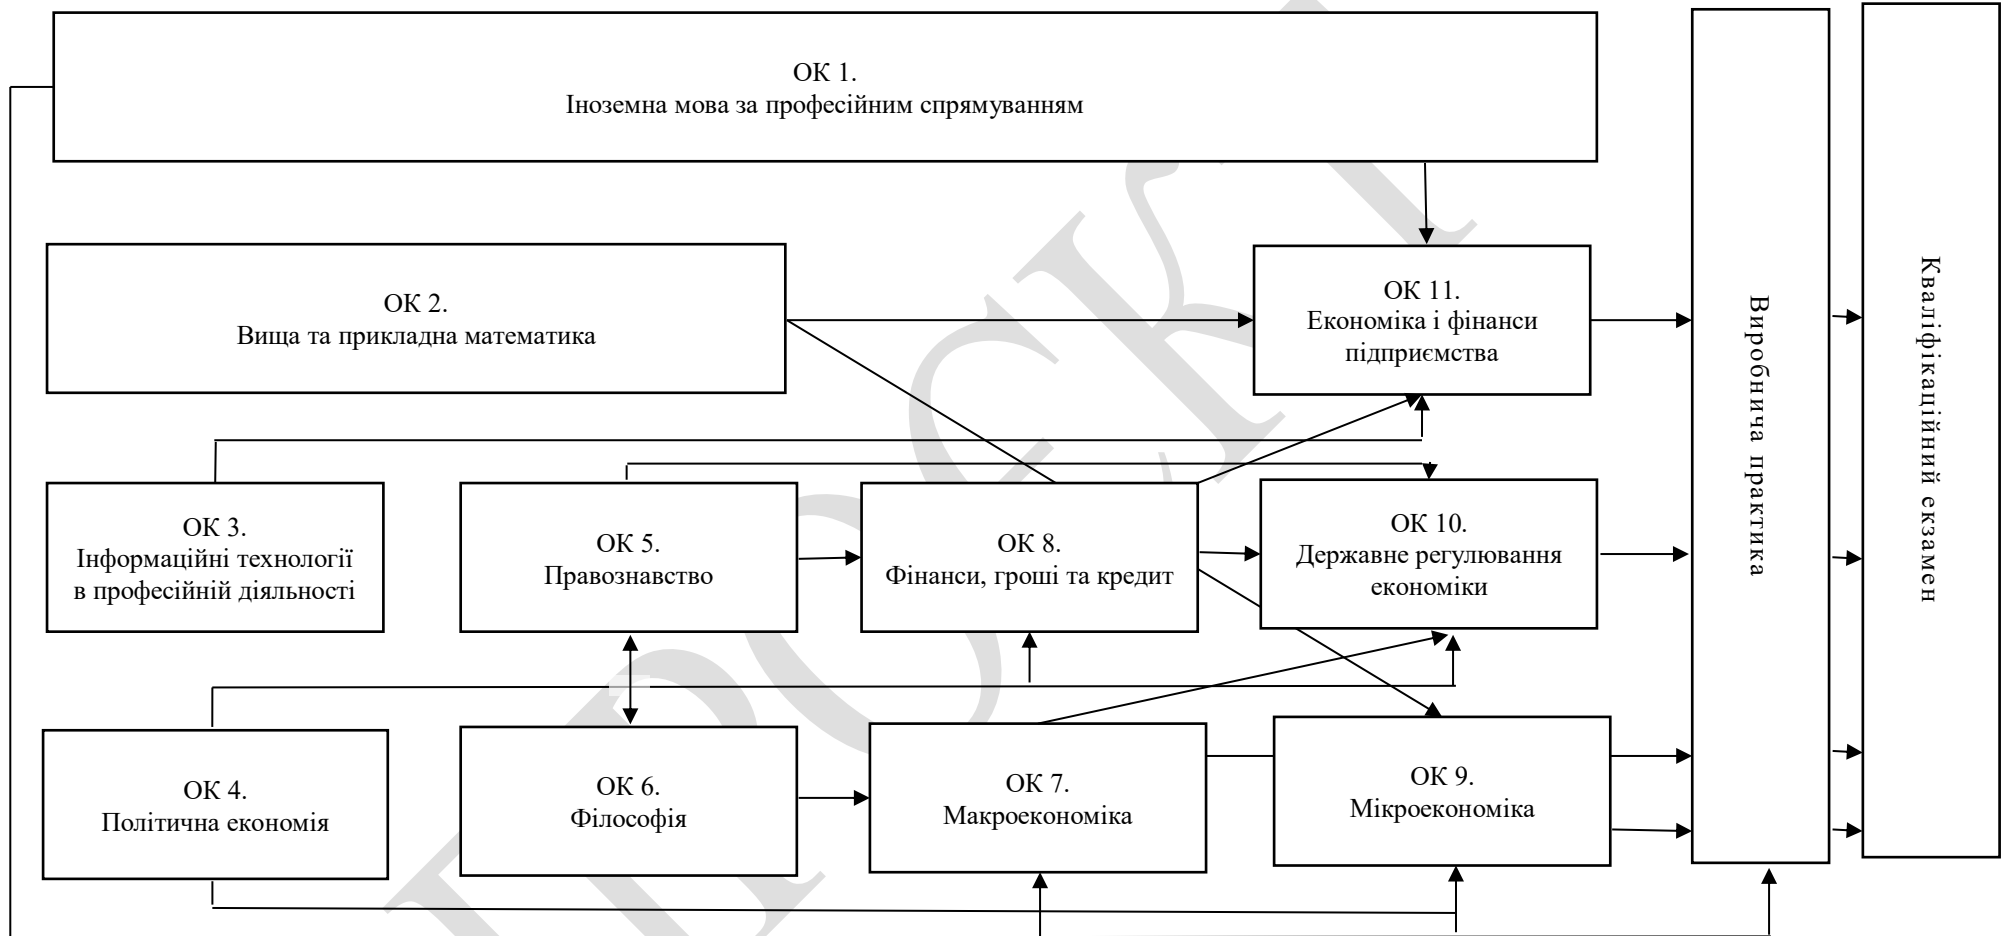 ОК 1.
Іноземна мова за професійним спрямуванням
ОК 2.
Вища та прикладна математика
ОК 11.
Економіка і фінанси
підприємства
ОК 3.
Інформаційні технології
в професійній діяльності
ОК 5.
Правознавство
ОК 8.
Фінанси, гроші та кредит
ОК 10.
Державне регулювання
економіки
ОК 4.
Політична економія
ОК 6.
Філософія
ОК 7.
Макроекономіка
ОК 9.
Мікроекономіка
Виробнича практика
Кваліфікаційний екзамен